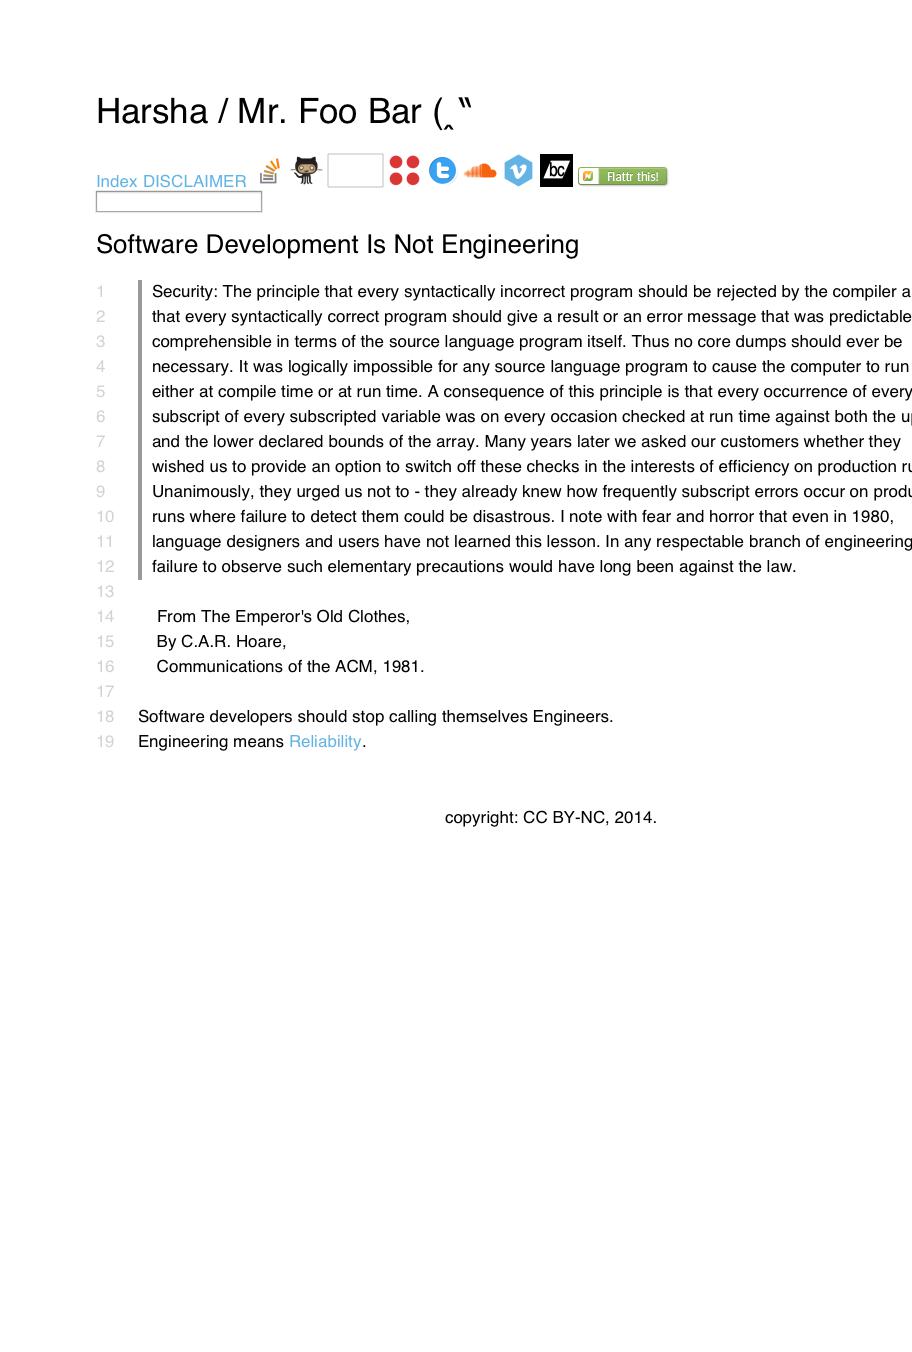 Harsha / Mr. Foo Bar (‸‟
Index DISCLAIMER
bc
Flattr this!
Software Development Is Not Engineering
1 Security: The principle that every syntactically incorrect program should be rejected by the compiler a
2 that every syntactically correct program should give a result or an error message that was predictable
3 comprehensible in terms of the source language program itself. Thus no core dumps should ever be
4 necessary. It was logically impossible for any source language program to cause the computer to run
5 either at compile time or at run time. A consequence of this principle is that every occurrence of every
6 subscript of every subscripted variable was on every occasion checked at run time against both the u
7 and the lower declared bounds of the array. Many years later we asked our customers whether they
8 wished us to provide an option to switch off these checks in the interests of efficiency on production ru
9 Unanimously, they urged us not to - they already knew how frequently subscript errors occur on produ
10 runs where failure to detect them could be disastrous. I note with fear and horror that even in 1980,
11 language designers and users have not learned this lesson. In any respectable branch of engineering
12 failure to observe such elementary precautions would have long been against the law.
13
14 From The Emperor's Old Clothes,
15 By C.A.R. Hoare,
16 Communications of the ACM, 1981.
17
18 Software developers should stop calling themselves Engineers.
19 Engineering means Reliability.
copyright: CC BY-NC, 2014.